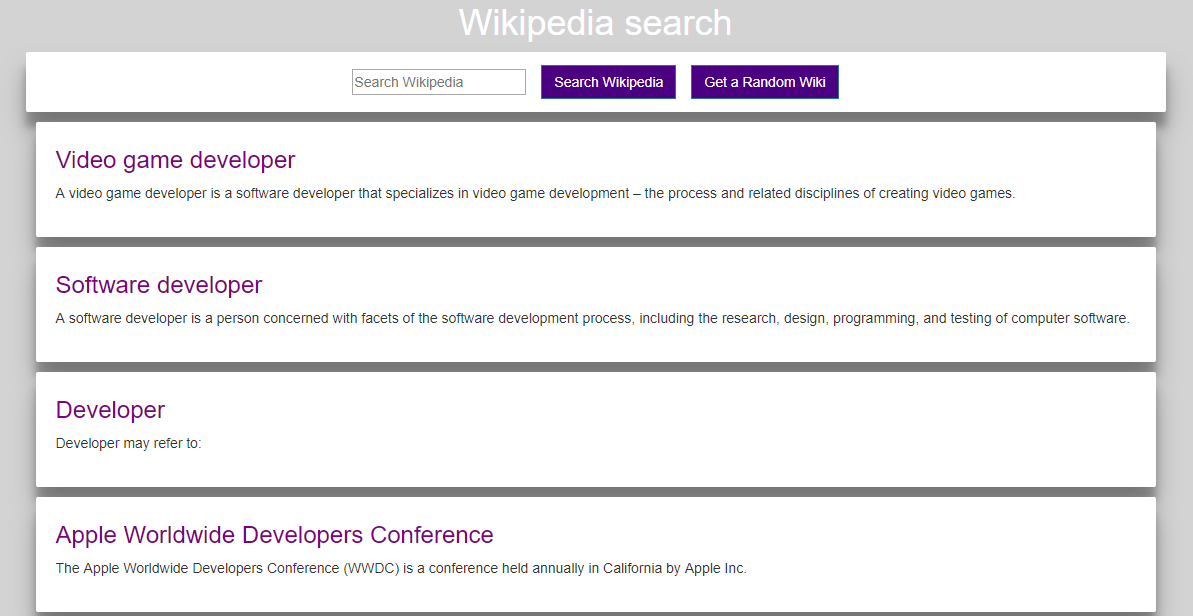 Wikipedia search
Search Wikipedia Search Wikipedia Get a Random Wiki
Video game developer
A video game developer is a software developer that specializes in video game development – the process and related disciplines of creating video games.
Software developer
A software developer is a person concerned with facets of the software development process, including the research, design, programming, and testing of computer software.
Developer
Developer may refer to:
Apple Worldwide Developers Conference
The Apple Worldwide Developers Conference (WWDC) is a conference held annually in California by Apple Inc.